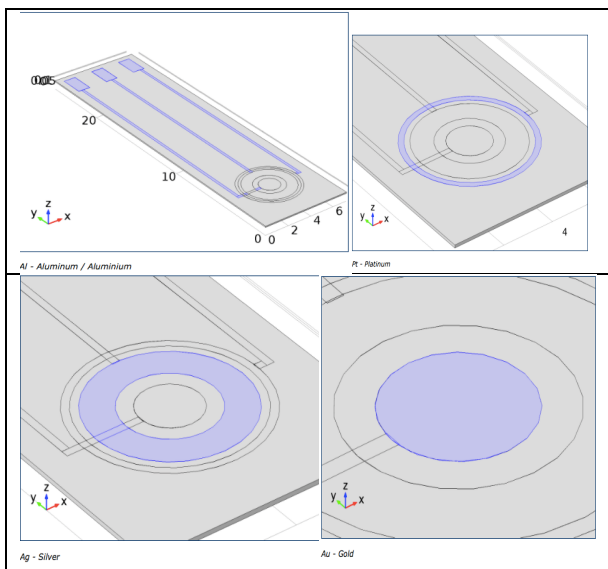 20
10
0 0 2 4 6
z
y x
Al - Aluminum / Aluminium
4
z
y x
Pt - Platinum
z
y x
Ag - Silver
z
y x
Au - Gold